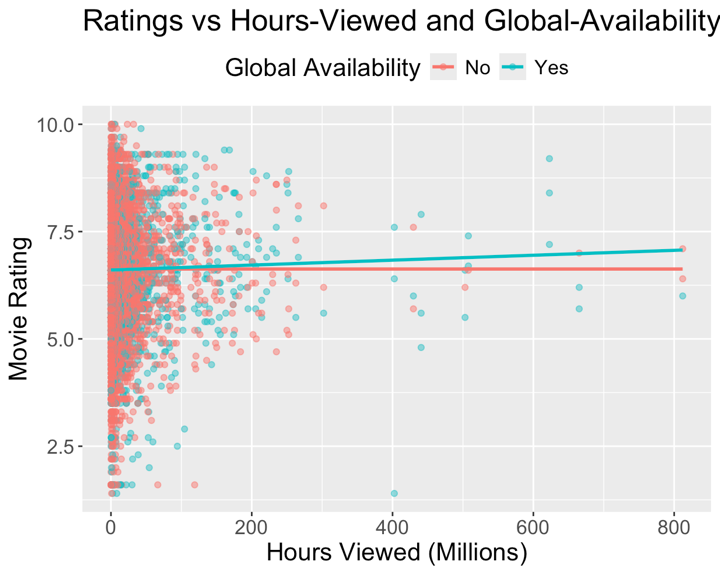 Ratings vs Hours-Viewed and Global-Availability
Global Availability No Yes
10.0
7.5
5.0
2.5
Movie Rating
0 200 400 600 800
Hours Viewed (Millions)